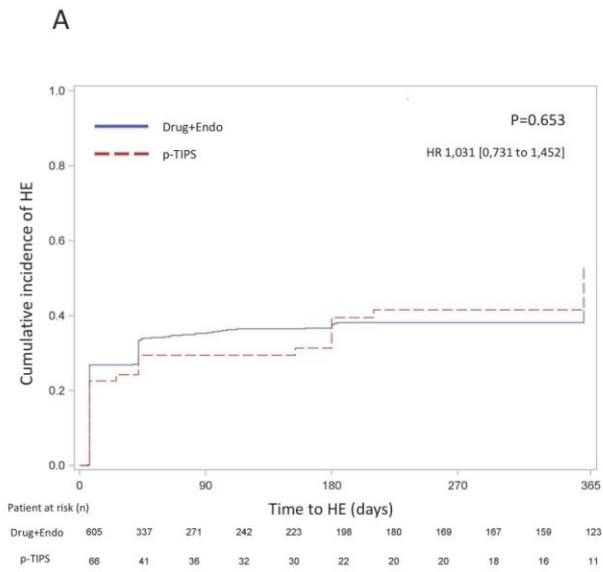 A
1.0
Drug+Endo
P=0.653
p-TIPS
HR 1,031 [0,731 to 1,452]
0.8
0.6
Cumulative incidence of HE
0.4
0.2
0.0
0 90 180 270 365
Patient at risk (n)
Time to HE (days)
Drug+Endo 605 337 271 242 223 198 180 169 167 159 123
p-TIPS 66 41 36 32 30 22 20 20 18 16 11